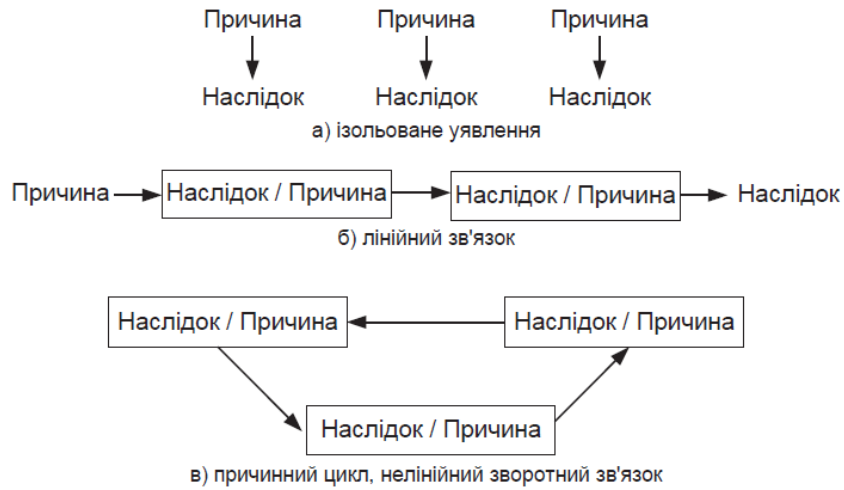 Причина Причина Причина
Наслідок Наслідок Наслідок
а) ізольоване уявлення
Причина Наслідок / Причина Наслідок / Причина Наслідок
б) лінійний зв'язок
Наслідок / Причина Наслідок / Причина
Наслідок / Причина
в) причинний цикл, нелінійний зворотний зв'язок